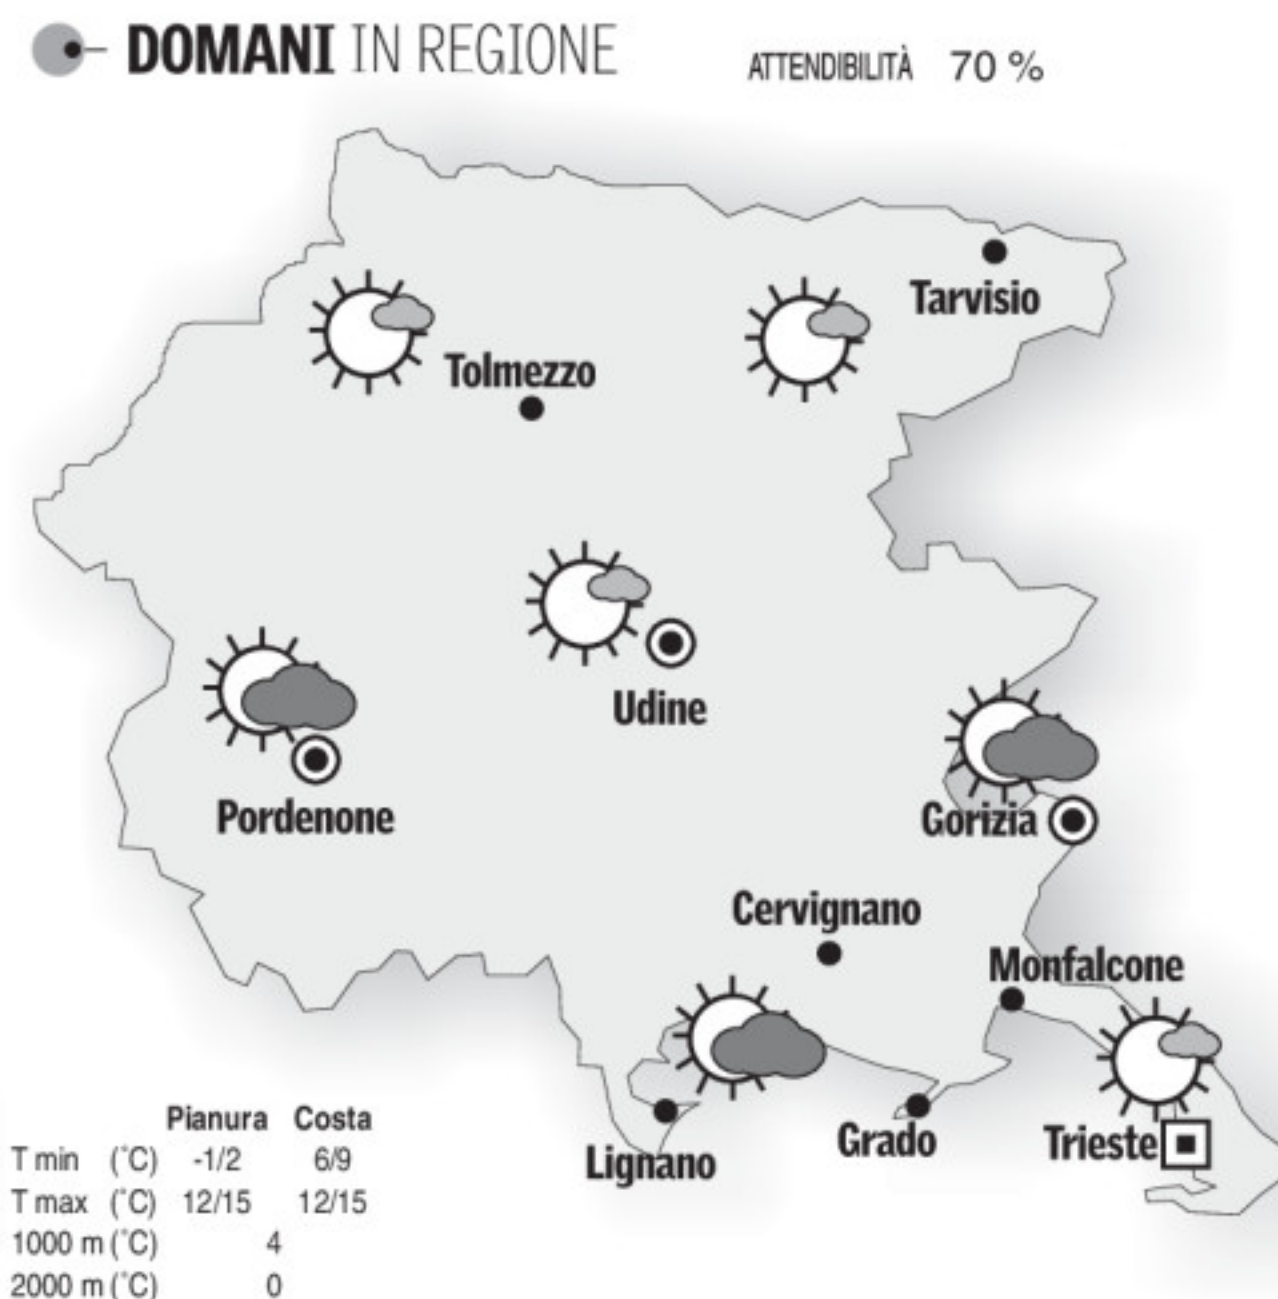 DOMANI IN REGIONE ATTENDIBILITÀ 70 %
Tarvisio
Tolmezzo
Udine
Pordenone
Gorizia
Cervignano
Monfalcone
Grado
Trieste
Lignano
Pianura Costa
T min (°C) -1/2 6/9
T max (°C) 12/15 12/15
1000 m (°C) 4
2000 m (°C) 0